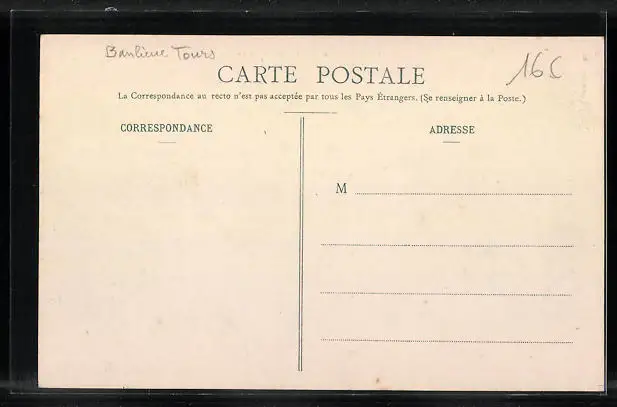 Banlieue Tours
16C
CARTE POSTALE
La Correspondance au recto n'est pas acceptée par tous les Pays Étrangers. (Se renseigner à la Poste.)
CORRESPONDANCE
ADRESSE
M